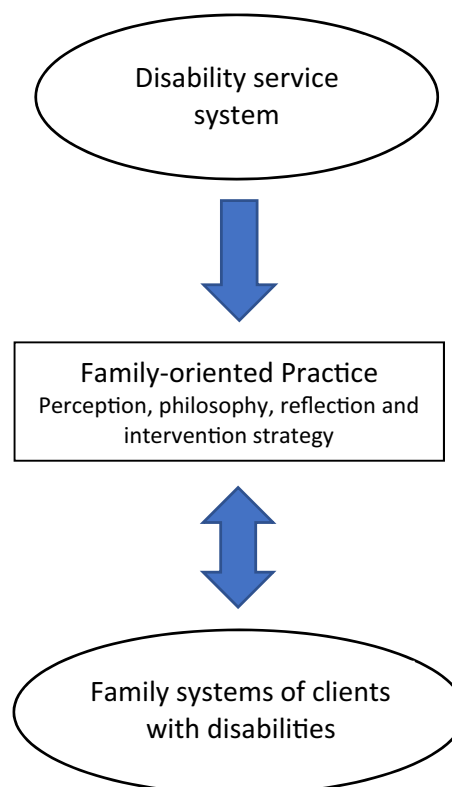 Disability service
system
Family-oriented Practice
Perception, philosophy, reflection and
intervention strategy
Family systems of clients
with disabilities